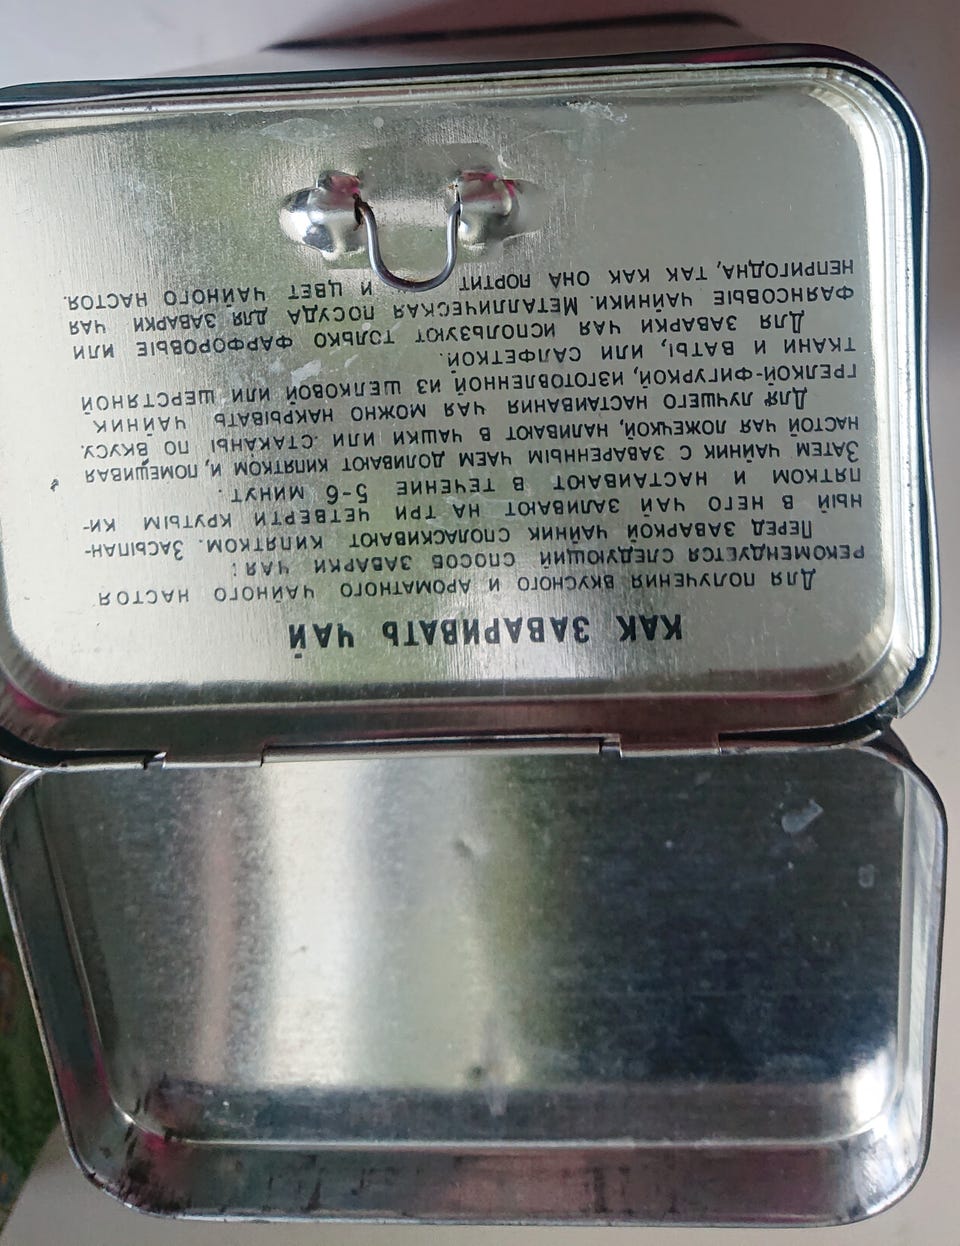 КАК ЗАВАРИВАТЬ ЧАЙ
Для получения вкусного и ароматного чайного настоя
рекомендуется следующий способ заварки чая:
Перед заваркой чайник споласкивают кипятком. Засыпан-
ный в него чай заливают на три четверти крутым ки-
пятком и настаивают в течение 5-6 минут.
Затем чайник с заваренным чаем доливают кипятком и, помешивая
настой чая ложечкой, наливают в чашки или стаканы по вкусу.
Для лучшего настаивания чая можно накрывать чайник
грелкой-фигуркой, изготовленной из шелковой или шерстяной
ткани и ваты, или салфеткой.
Для заварки чая используют только фарфоровые или
фаянсовые чайники. Металлическая посуда для заварки чая
непригодна, так как она портит и цвет чайного настоя.